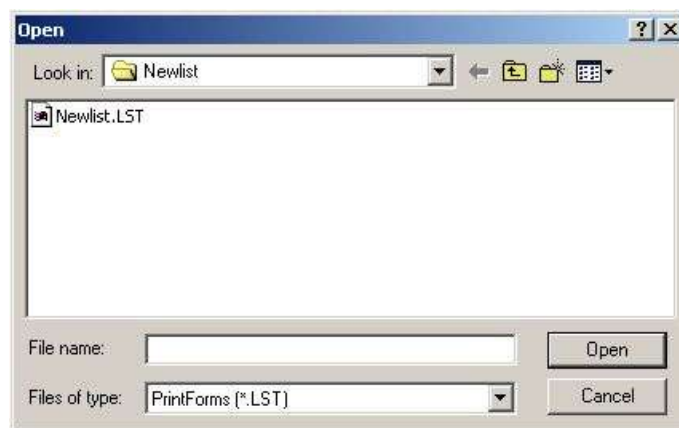 Open
Look in: Newlist
Newlist.LST
File name:
Open
Files of type: PrintForms (*.LST)
Cancel